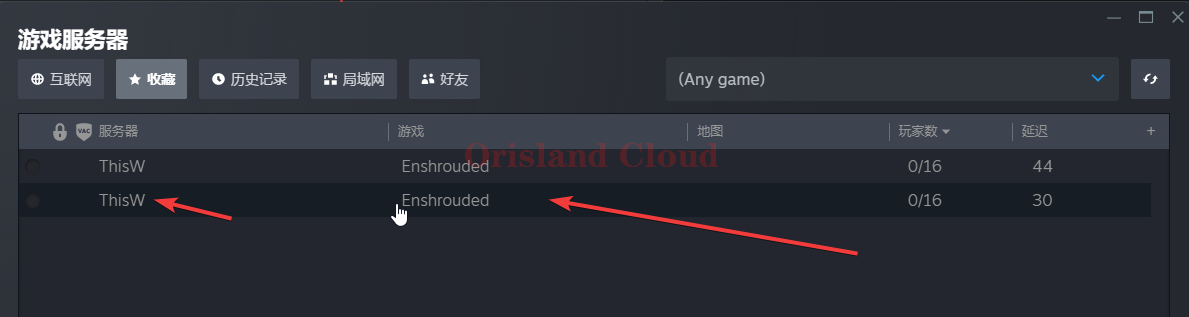 游戏服务器
互联网 收藏 历史记录 局域网 好友 (Any game)
VAC 服务器 游戏 地图 玩家数 延迟 +
Orisland Cloud
ThisW Enshrouded 0/16 44
ThisW Enshrouded 0/16 30